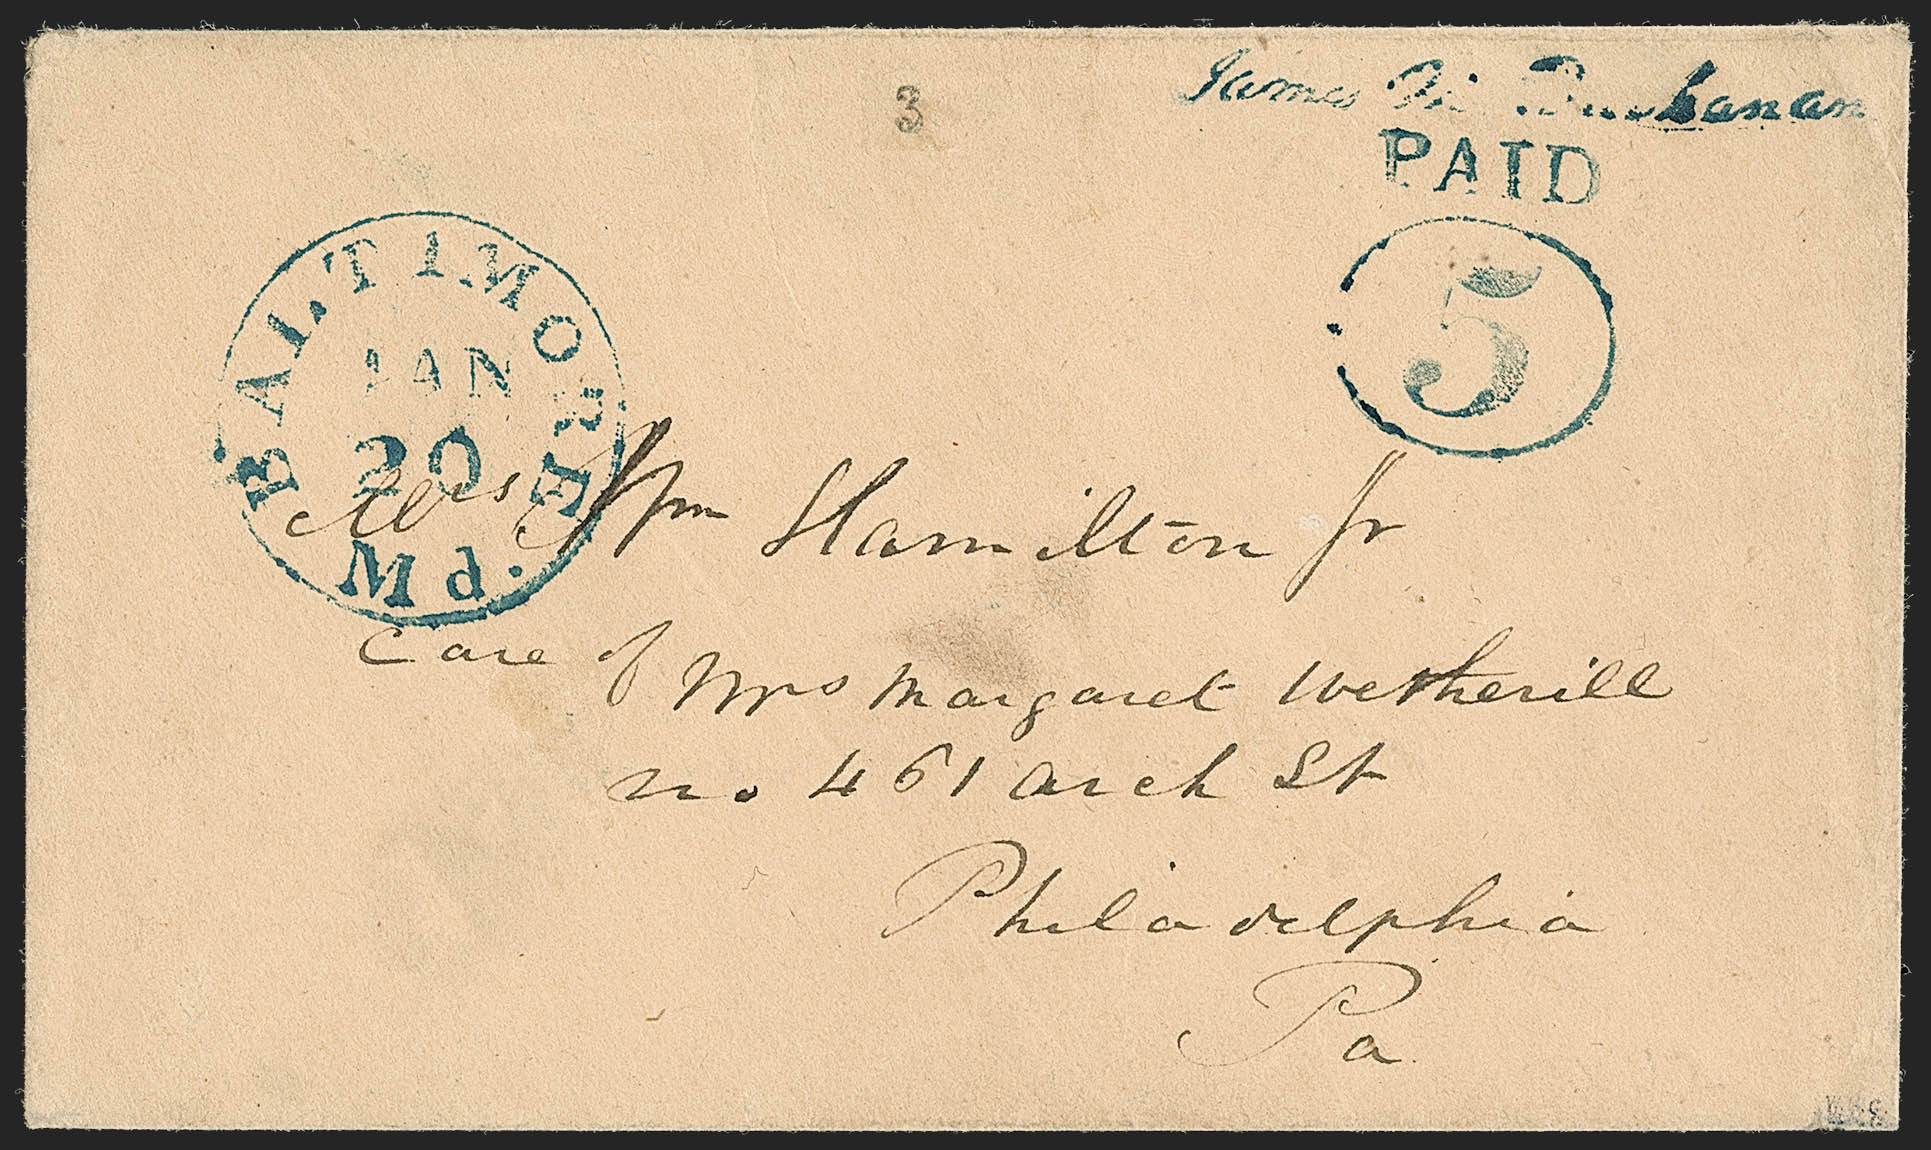 3
James M. Buchanan
PAID
5
BALTIMORE Md.
JAN
20
Mrs Wm Hamilton Jr
Care of Mrs Margaret Wetherill
no 461 arch St
Philadelphia
Pa